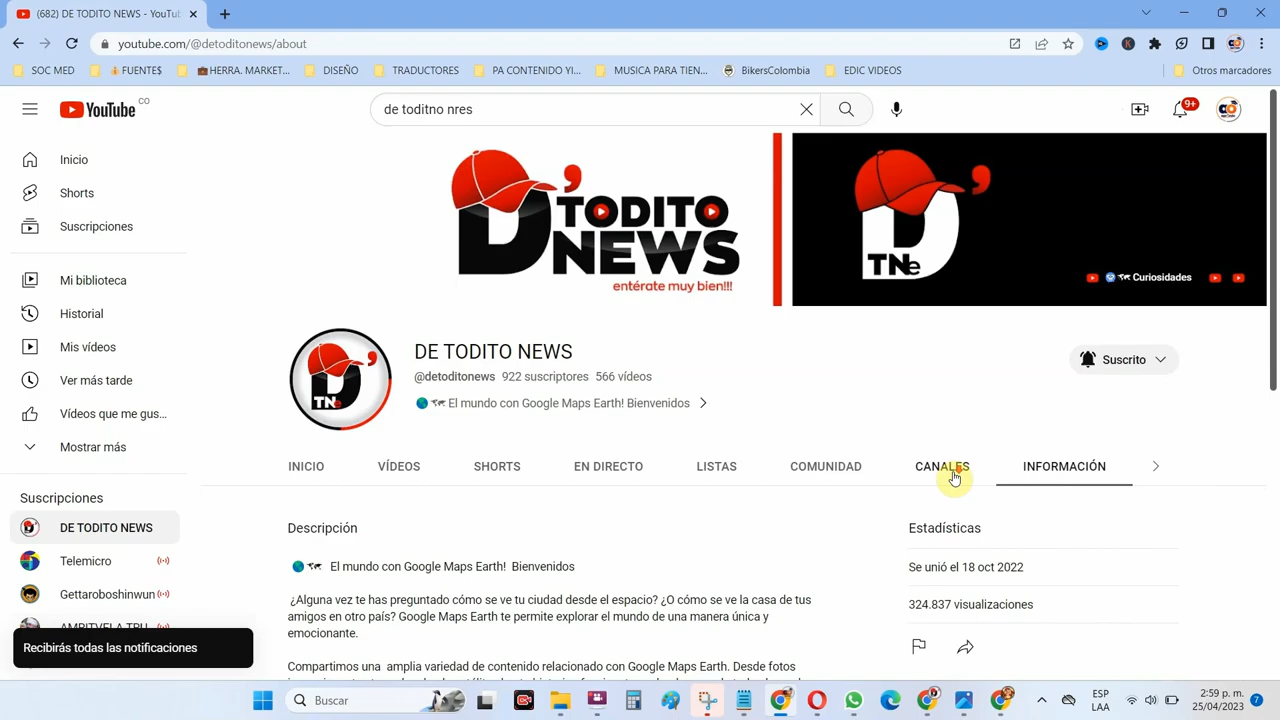 (682) DE TODITO NEWS - YouTub
youtube.com/@detoditonews/about
SOC MED
FUENTE$
HERRA. MARKET...
DISEÑO
TRADUCTORES
PA CONTENIDO YI...
MUSICA PARA TIEN...
BikersColombia
EDIC VIDEOS
Otros marcadores
YouTube CO
de toditno nres
9+
Inicio
Shorts
Suscripciones
Mi biblioteca
Historial
Mis vídeos
Ver más tarde
Vídeos que me gus...
Mostrar más
Suscripciones
DE TODITO NEWS
Telemicro
Gettaroboshinwun
Recibirás todas las notificaciones
D'TODITO
NEWS
entérate muy bien!!!
D'
TNe
Curiosidades
TNe
DE TODITO NEWS
@detoditonews 922 suscriptores 566 vídeos
El mundo con Google Maps Earth! Bienvenidos
Suscrito
INICIO
VÍDEOS
SHORTS
EN DIRECTO
LISTAS
COMUNIDAD
CANALES
INFORMACIÓN
Descripción
El mundo con Google Maps Earth! Bienvenidos
¿Alguna vez te has preguntado cómo se ve tu ciudad desde el espacio? ¿O cómo se ve la casa de tus
amigos en otro país? Google Maps Earth te permite explorar el mundo de una manera única y
emocionante.
Compartimos una amplia variedad de contenido relacionado con Google Maps Earth. Desde fotos
Estadísticas
Se unió el 18 oct 2022
324.837 visualizaciones
Buscar
ESP
LAA
2:59 p. m.
25/04/2023
7